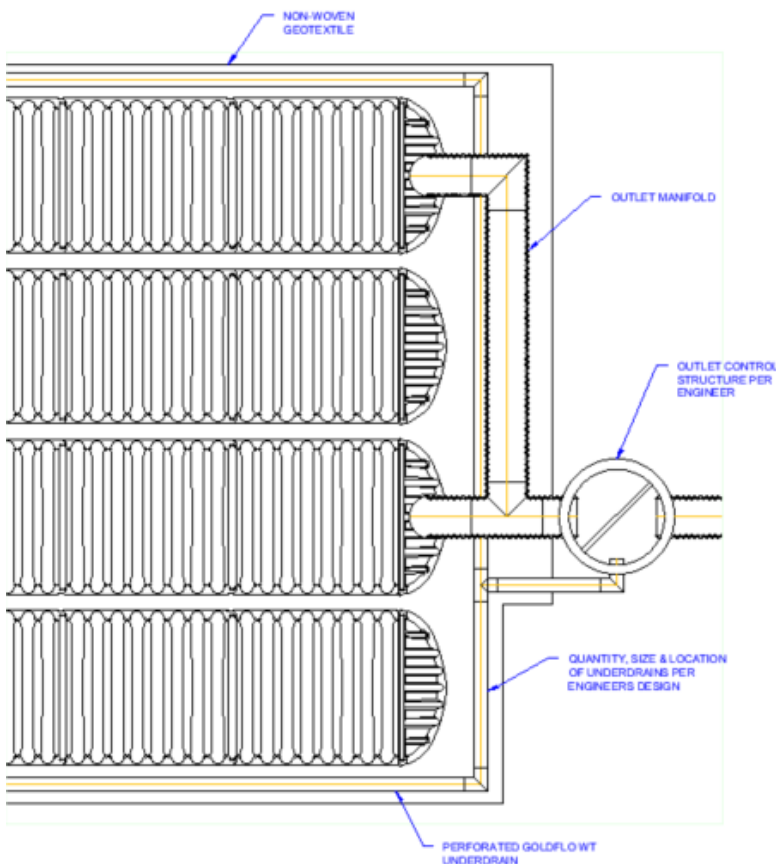 NON-WOVEN
GEOTEXTILE
OUTLET MANIFOLD
OUTLET CONTROL
STRUCTURE PER
ENGINEER
QUANTITY, SIZE & LOCATION
OF UNDERDRAINS PER
ENGINEERS DESIGN
PERFORATED GOLDFLO WT
UNDERDRAIN